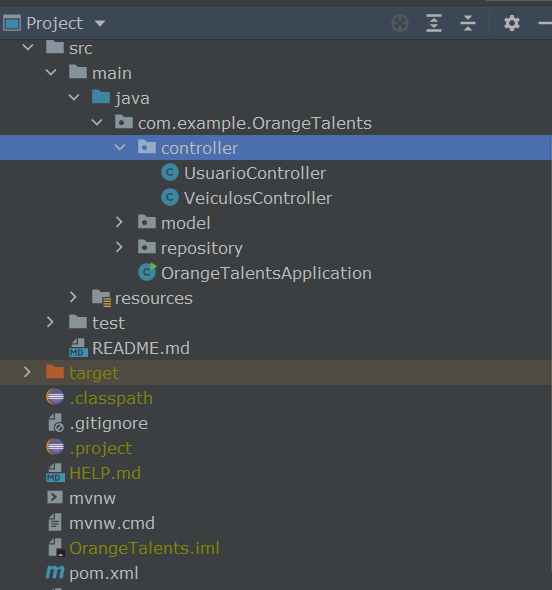 Project
src
main
java
com.example.OrangeTalents
controller
UsuarioController
VeiculosController
model
repository
OrangeTalentsApplication
resources
test
README.md
target
.classpath
.gitignore
.project
HELP.md
mvnw
mvnw.cmd
OrangeTalents.iml
pom.xml